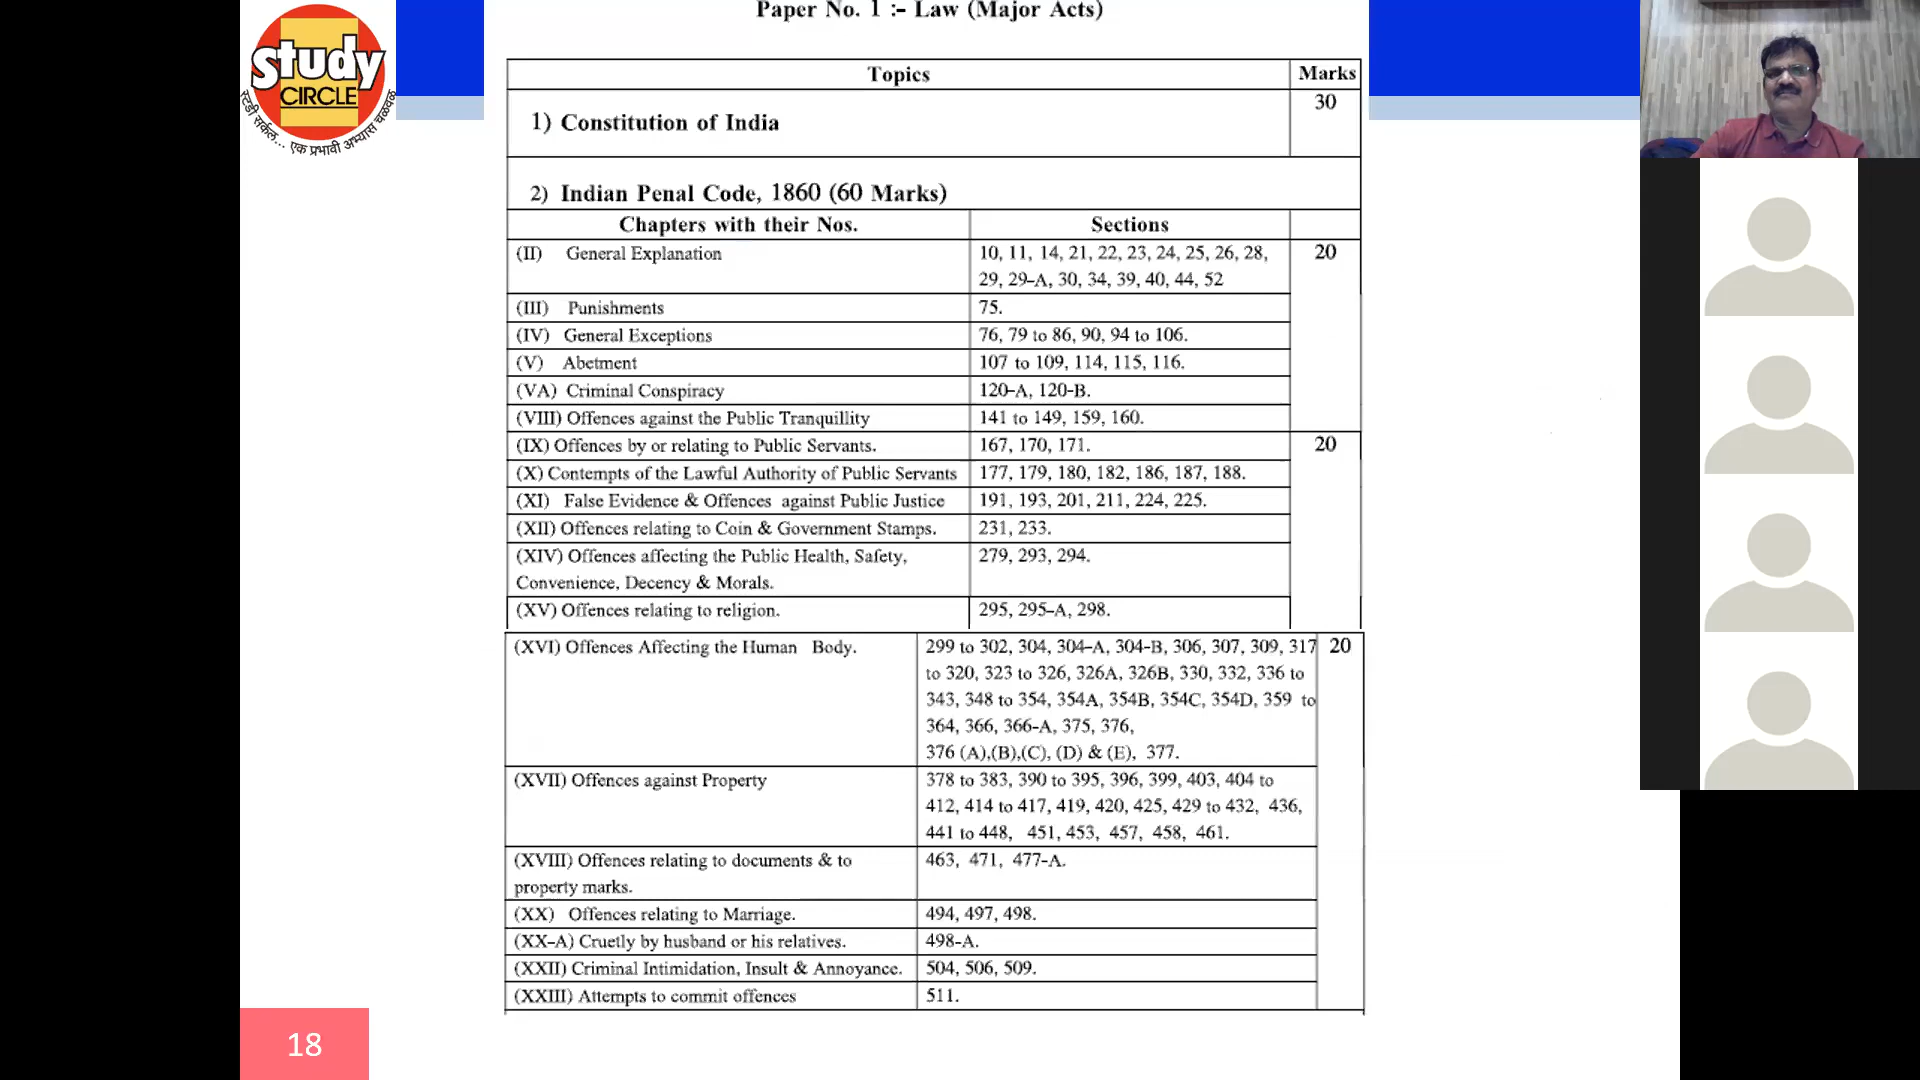 Paper No. 1 :- Law (Major Acts)
study
CIRCLE
स्टडी सर्कल... एक प्रभावी अभ्यास चळवळ
Topics
Marks
1) Constitution of India
30
2) Indian Penal Code, 1860 (60 Marks)
Chapters with their Nos.
Sections
(II) General Explanation
10, 11, 14, 21, 22, 23, 24, 25, 26, 28,
29, 29-A, 30, 34, 39, 40, 44, 52
20
(III) Punishments
75.
(IV) General Exceptions
76, 79 to 86, 90, 94 to 106.
(V) Abetment
107 to 109, 114, 115, 116.
(VA) Criminal Conspiracy
120-A, 120-B.
(VIII) Offences against the Public Tranquillity
141 to 149, 159, 160.
(IX) Offences by or relating to Public Servants.
167, 170, 171.
20
(X) Contempts of the Lawful Authority of Public Servants
177, 179, 180, 182, 186, 187, 188.
(XI) False Evidence & Offences against Public Justice
191, 193, 201, 211, 224, 225.
(XII) Offences relating to Coin & Government Stamps.
231, 233.
(XIV) Offences affecting the Public Health, Safety,
Convenience, Decency & Morals.
279, 293, 294.
(XV) Offences relating to religion.
295, 295-A, 298.
(XVI) Offences Affecting the Human Body.
299 to 302, 304, 304-A, 304-B, 306, 307, 309, 317
to 320, 323 to 326, 326A, 326B, 330, 332, 336 to
343, 348 to 354, 354A, 354B, 354C, 354D, 359 to
364, 366, 366-A, 375, 376,
376 (A),(B),(C), (D) & (E), 377.
20
(XVII) Offences against Property
378 to 383, 390 to 395, 396, 399, 403, 404 to
412, 414 to 417, 419, 420, 425, 429 to 432, 436,
441 to 448, 451, 453, 457, 458, 461.
(XVIII) Offences relating to documents & to
property marks.
463, 471, 477-A.
(XX) Offences relating to Marriage.
494, 497, 498.
(XX-A) Cruetly by husband or his relatives.
498-A.
(XXII) Criminal Intimidation, Insult & Annoyance.
504, 506, 509.
(XXIII) Attempts to commit offences
511.
18